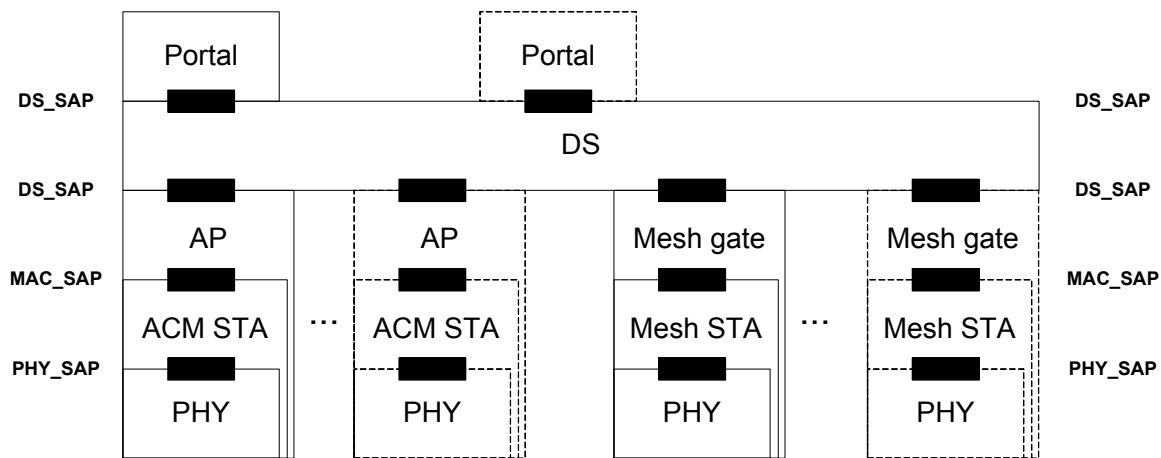 Portal Portal
DS_SAP DS_SAP
DS
DS_SAP DS_SAP
AP AP Mesh gate Mesh gate
MAC_SAP MAC_SAP
ACM STA ... ACM STA Mesh STA ... Mesh STA
PHY_SAP PHY_SAP
PHY PHY PHY PHY